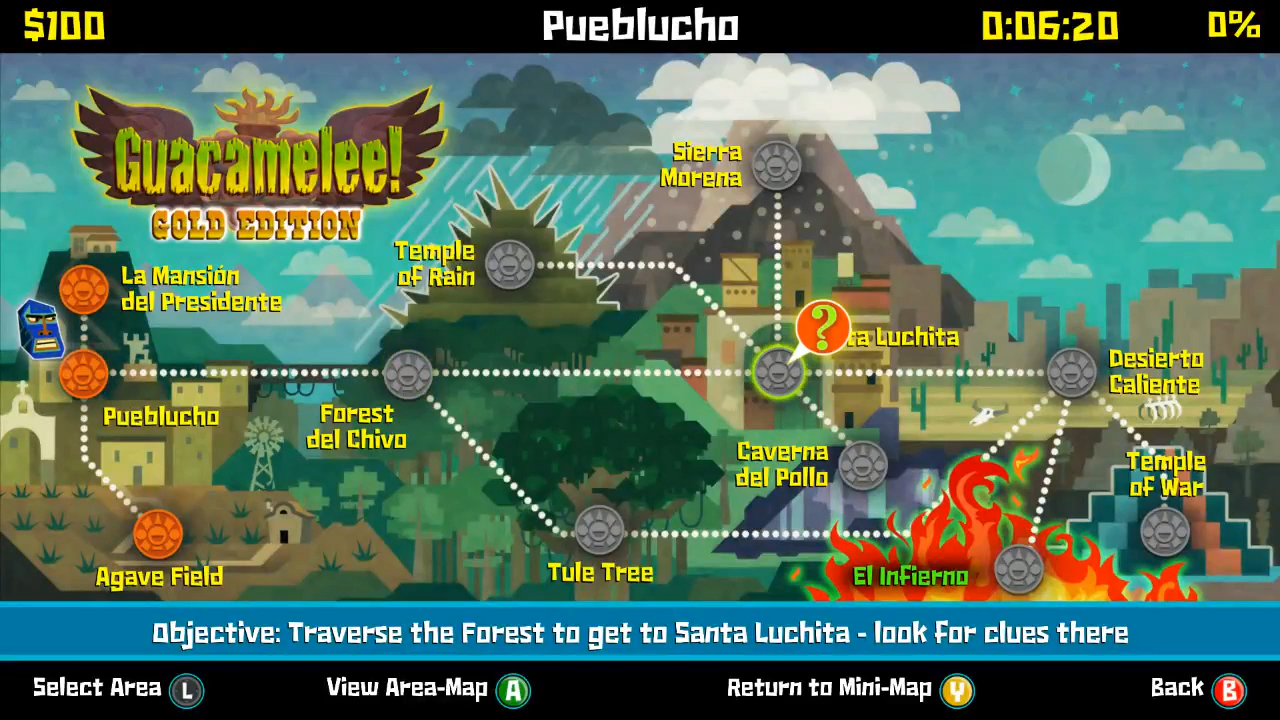 $100
Pueblucho
0:06:20
0%
Guacamelee!
GOLD EDITION
Sierra
Morena
Temple
of Rain
La Mansión
del Presidente
?
ta Luchita
Desierto
Caliente
Pueblucho
Forest
del Chivo
Caverna
del Pollo
Temple
of War
Agave Field
Tule Tree
El Infierno
Objective: Traverse the Forest to get to Santa Luchita - look for clues there
Select Area L
View Area-Map A
Return to Mini-Map Y
Back B